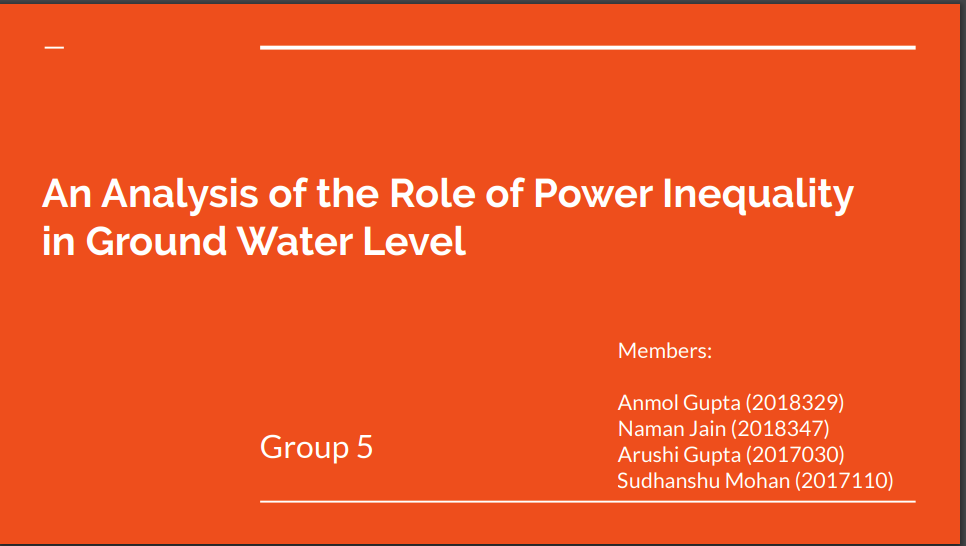 An Analysis of the Role of Power Inequality
in Ground Water Level
Group 5
Members:
Anmol Gupta (2018329)
Naman Jain (2018347)
Arushi Gupta (2017030)
Sudhanshu Mohan (2017110)